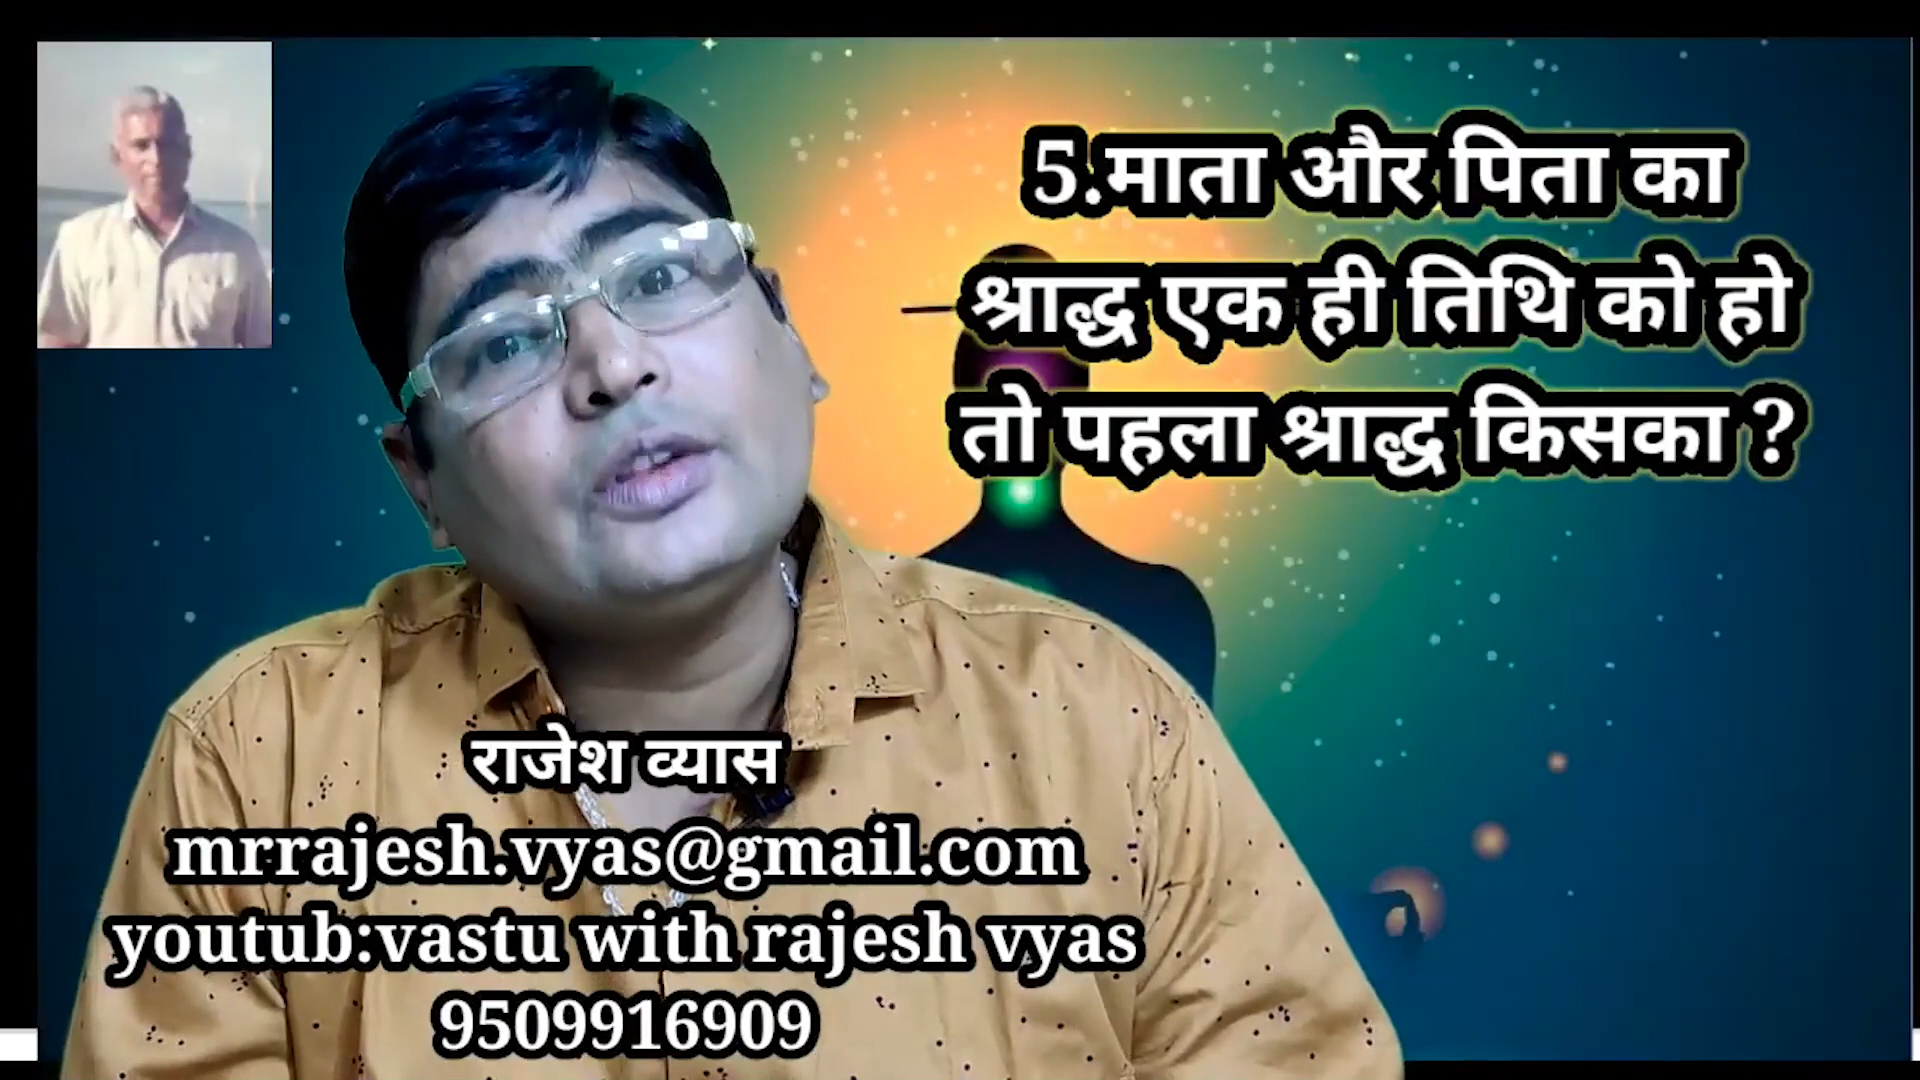 5.माता और पिता का
श्राद्ध एक ही तिथि को हो
तो पहला श्राद्ध किसका ?
राजेश व्यास
mrrajesh.vyas@gmail.com
youtub:vastu with rajesh vyas
9509916909